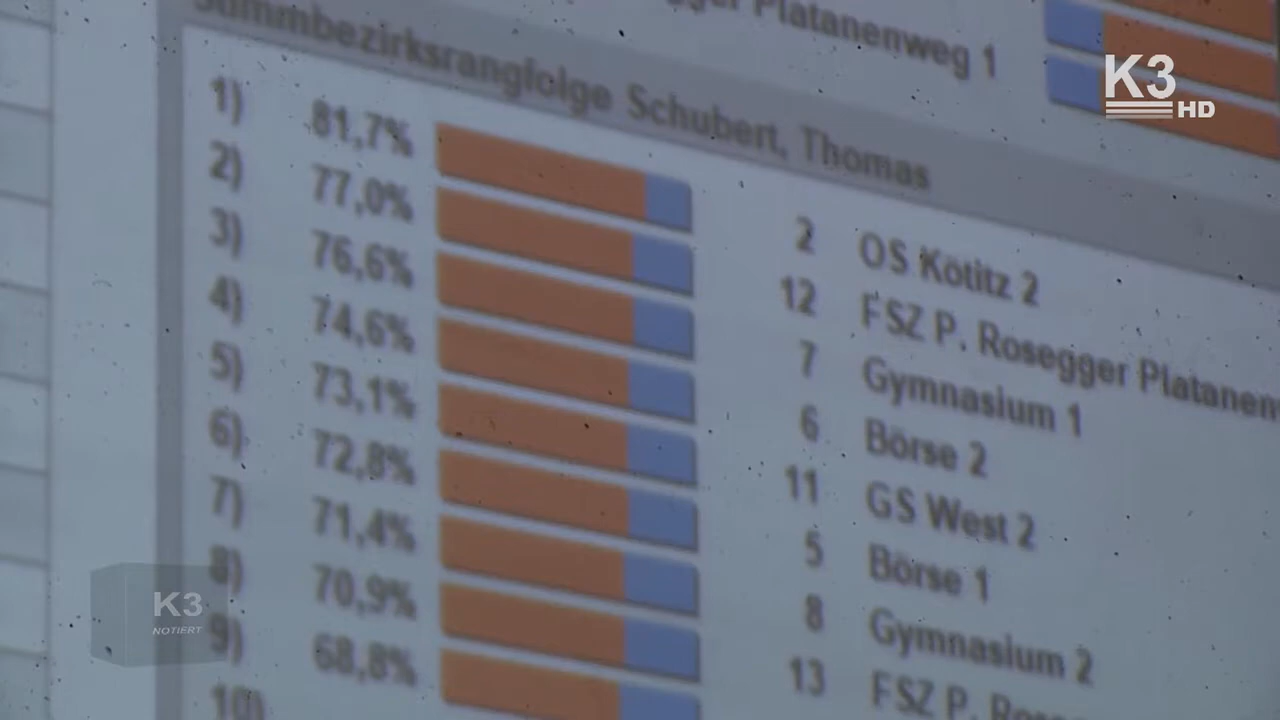 gger Platanenweg 1
K3 HD
Stimmbezirksrangfolge Schubert, Thomas
1) 81,7% 2 OS Kötitz 2
2) 77,0% 12 FSZ P. Rosegger Platanen
3) 76,6% 7 Gymnasium 1
4) 74,6% 6 Börse 2
5) 73,1% 11 GS West 2
6) 72,8% 5 Börse 1
7) 71,4% 8 Gymnasium 2
8) 70,9% 13 FSZ P. Rose
9) 68,8%
10)
K3
NOTIERT